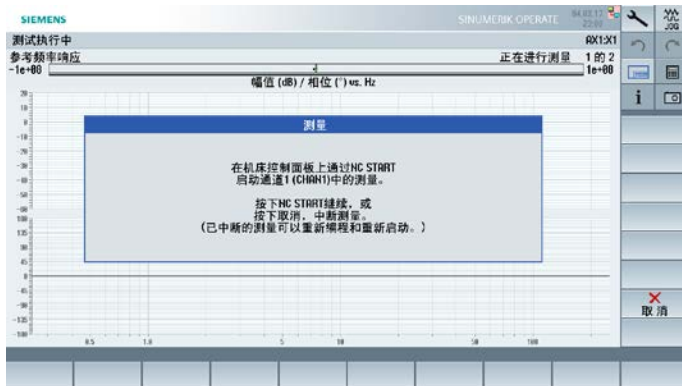 SIEMENS
SINUMERIK OPERATE
JOG
测试执行中
AX1:X1
参考频率响应
正在进行测量 1 的 2
-1e+08
1e+08
幅值 (dB) / 相位 (°) vs. Hz
测量
在机床控制面板上通过NC START
启动通道1 (CHAN1)中的测量。
按下NC START继续，或
按下取消，中断测量。
(已中断的测量可以重新编程和重新启动。)
取消
0.5 1.0 5 10 50 100